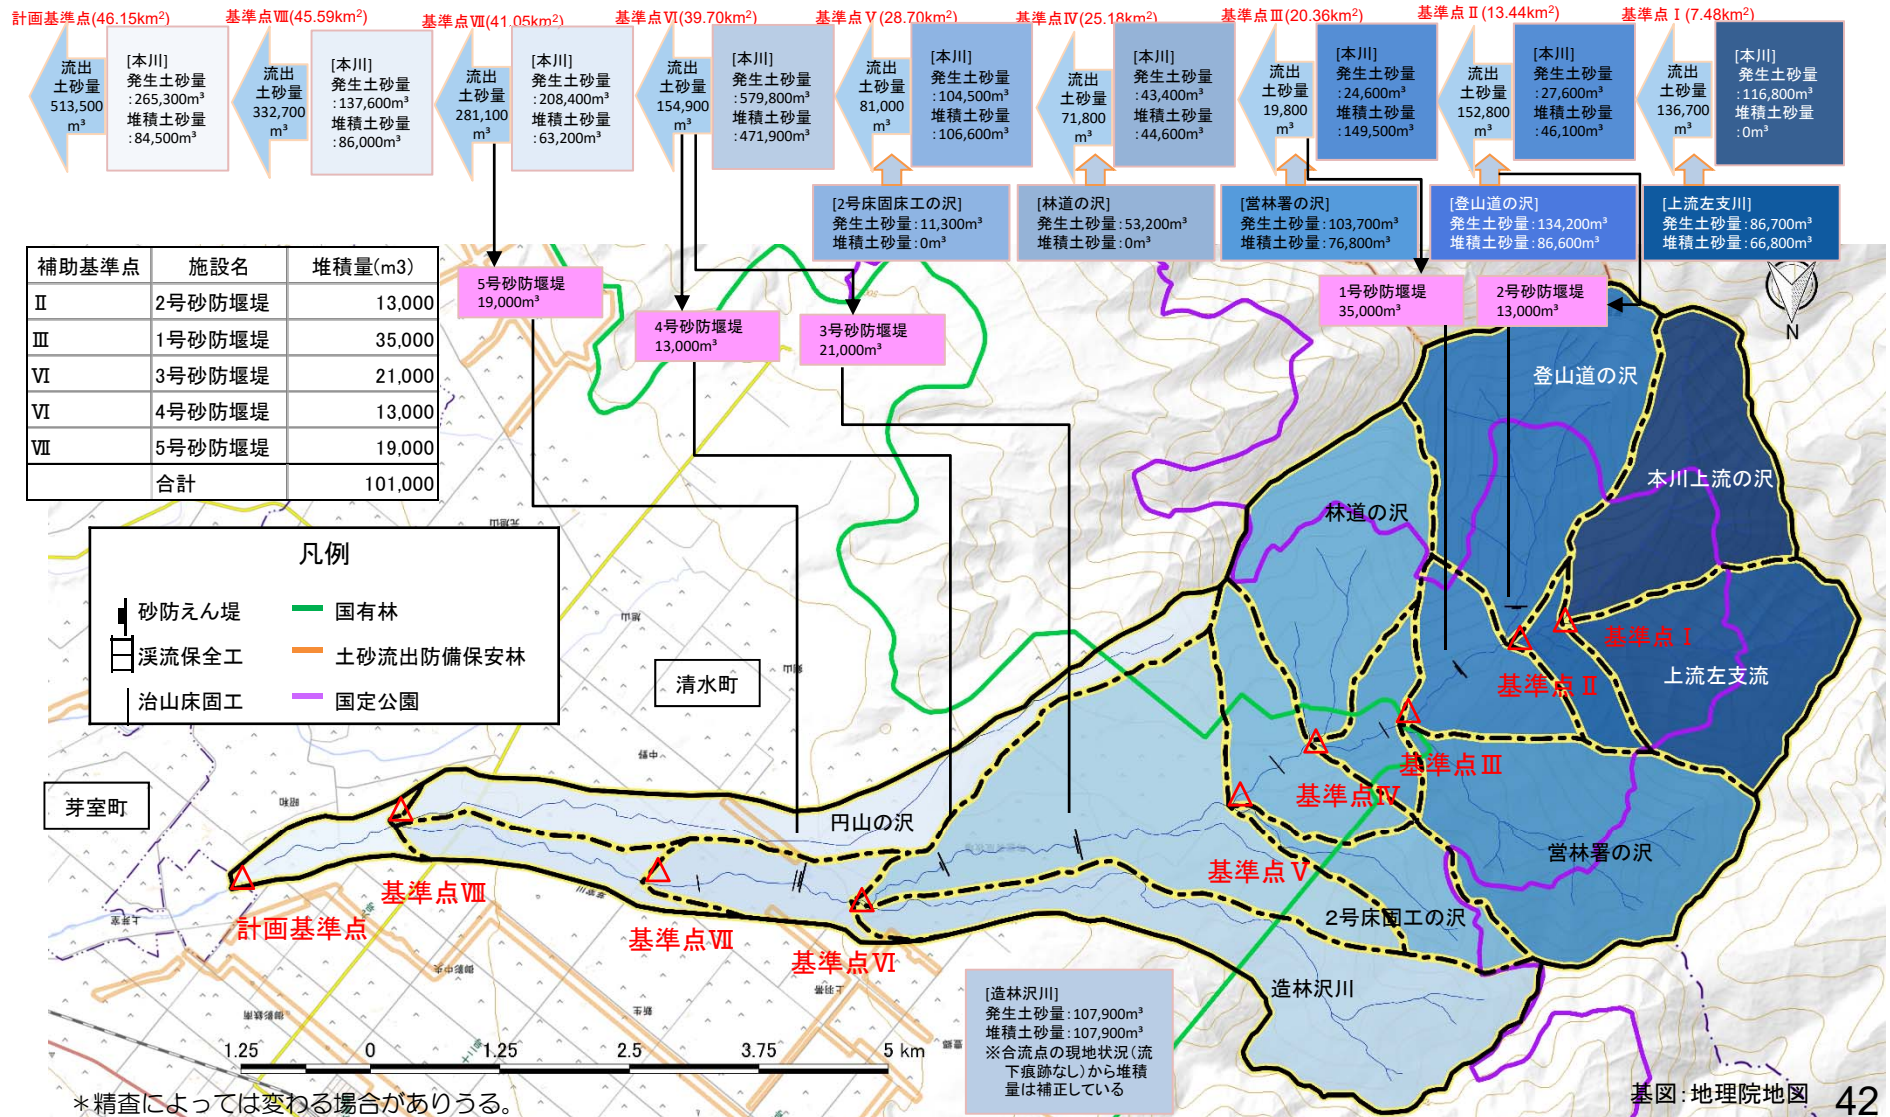 計画基準点(46.15km²)
基準点Ⅷ(45.59km²)
基準点Ⅶ(41.05km²)
基準点Ⅵ(39.70km²)
基準点Ⅴ(28.70km²)
基準点Ⅳ(25.18km²)
基準点Ⅲ(20.36km²)
基準点Ⅱ(13.44km²)
基準点Ⅰ(7.48km²)
流出
土砂量
513,500
m³
[本川]
発生土砂量
:265,300m³
堆積土砂量
:84,500m³
流出
土砂量
332,700
m³
[本川]
発生土砂量
:137,600m³
堆積土砂量
:86,000m³
流出
土砂量
281,100
m³
[本川]
発生土砂量
:208,400m³
堆積土砂量
:63,200m³
流出
土砂量
154,900
m³
[本川]
発生土砂量
:579,800m³
堆積土砂量
:471,900m³
流出
土砂量
81,000
m³
[本川]
発生土砂量
:104,500m³
堆積土砂量
:106,600m³
流出
土砂量
71,800
m³
[本川]
発生土砂量
:43,400m³
堆積土砂量
:44,600m³
流出
土砂量
19,800
m³
[本川]
発生土砂量
:24,600m³
堆積土砂量
:149,500m³
流出
土砂量
152,800
m³
[本川]
発生土砂量
:27,600m³
堆積土砂量
:46,100m³
流出
土砂量
136,700
m³
[本川]
発生土砂量
:116,800m³
堆積土砂量
:0m³
[2号床固床工の沢]
発生土砂量:11,300m³
堆積土砂量:0m³
[林道の沢]
発生土砂量:53,200m³
堆積土砂量:0m³
[営林署の沢]
発生土砂量:103,700m³
堆積土砂量:76,800m³
[登山道の沢]
発生土砂量:134,200m³
堆積土砂量:86,600m³
[上流左支川]
発生土砂量:86,700m³
堆積土砂量:66,800m³
補助基準点 施設名 堆積量(m3)
Ⅱ 2号砂防堰堤 13,000
Ⅲ 1号砂防堰堤 35,000
Ⅵ 3号砂防堰堤 21,000
Ⅵ 4号砂防堰堤 13,000
Ⅶ 5号砂防堰堤 19,000
合計 101,000
5号砂防堰堤
19,000m³
4号砂防堰堤
13,000m³
3号砂防堰堤
21,000m³
1号砂防堰堤
35,000m³
2号砂防堰堤
13,000m³
N
登山道の沢
本川上流の沢
林道の沢
凡例
砂防えん堤
国有林
渓流保全工
土砂流出防備保安林
治山床固工
国定公園
清水町
芽室町
基準点Ⅰ
上流左支流
基準点Ⅱ
基準点Ⅲ
基準点Ⅳ
円山の沢
営林署の沢
基準点Ⅴ
基準点Ⅷ
2号床固工の沢
計画基準点
基準点Ⅶ
基準点Ⅵ
造林沢川
[造林沢川]
発生土砂量:107,900m³
堆積土砂量:107,900m³
※合流点の現地状況(流
下痕跡なし)から堆積
量は補正している
1.25 0 1.25 2.5 3.75 5 km
＊精査によっては変わる場合がありうる。
基図:地理院地図
42